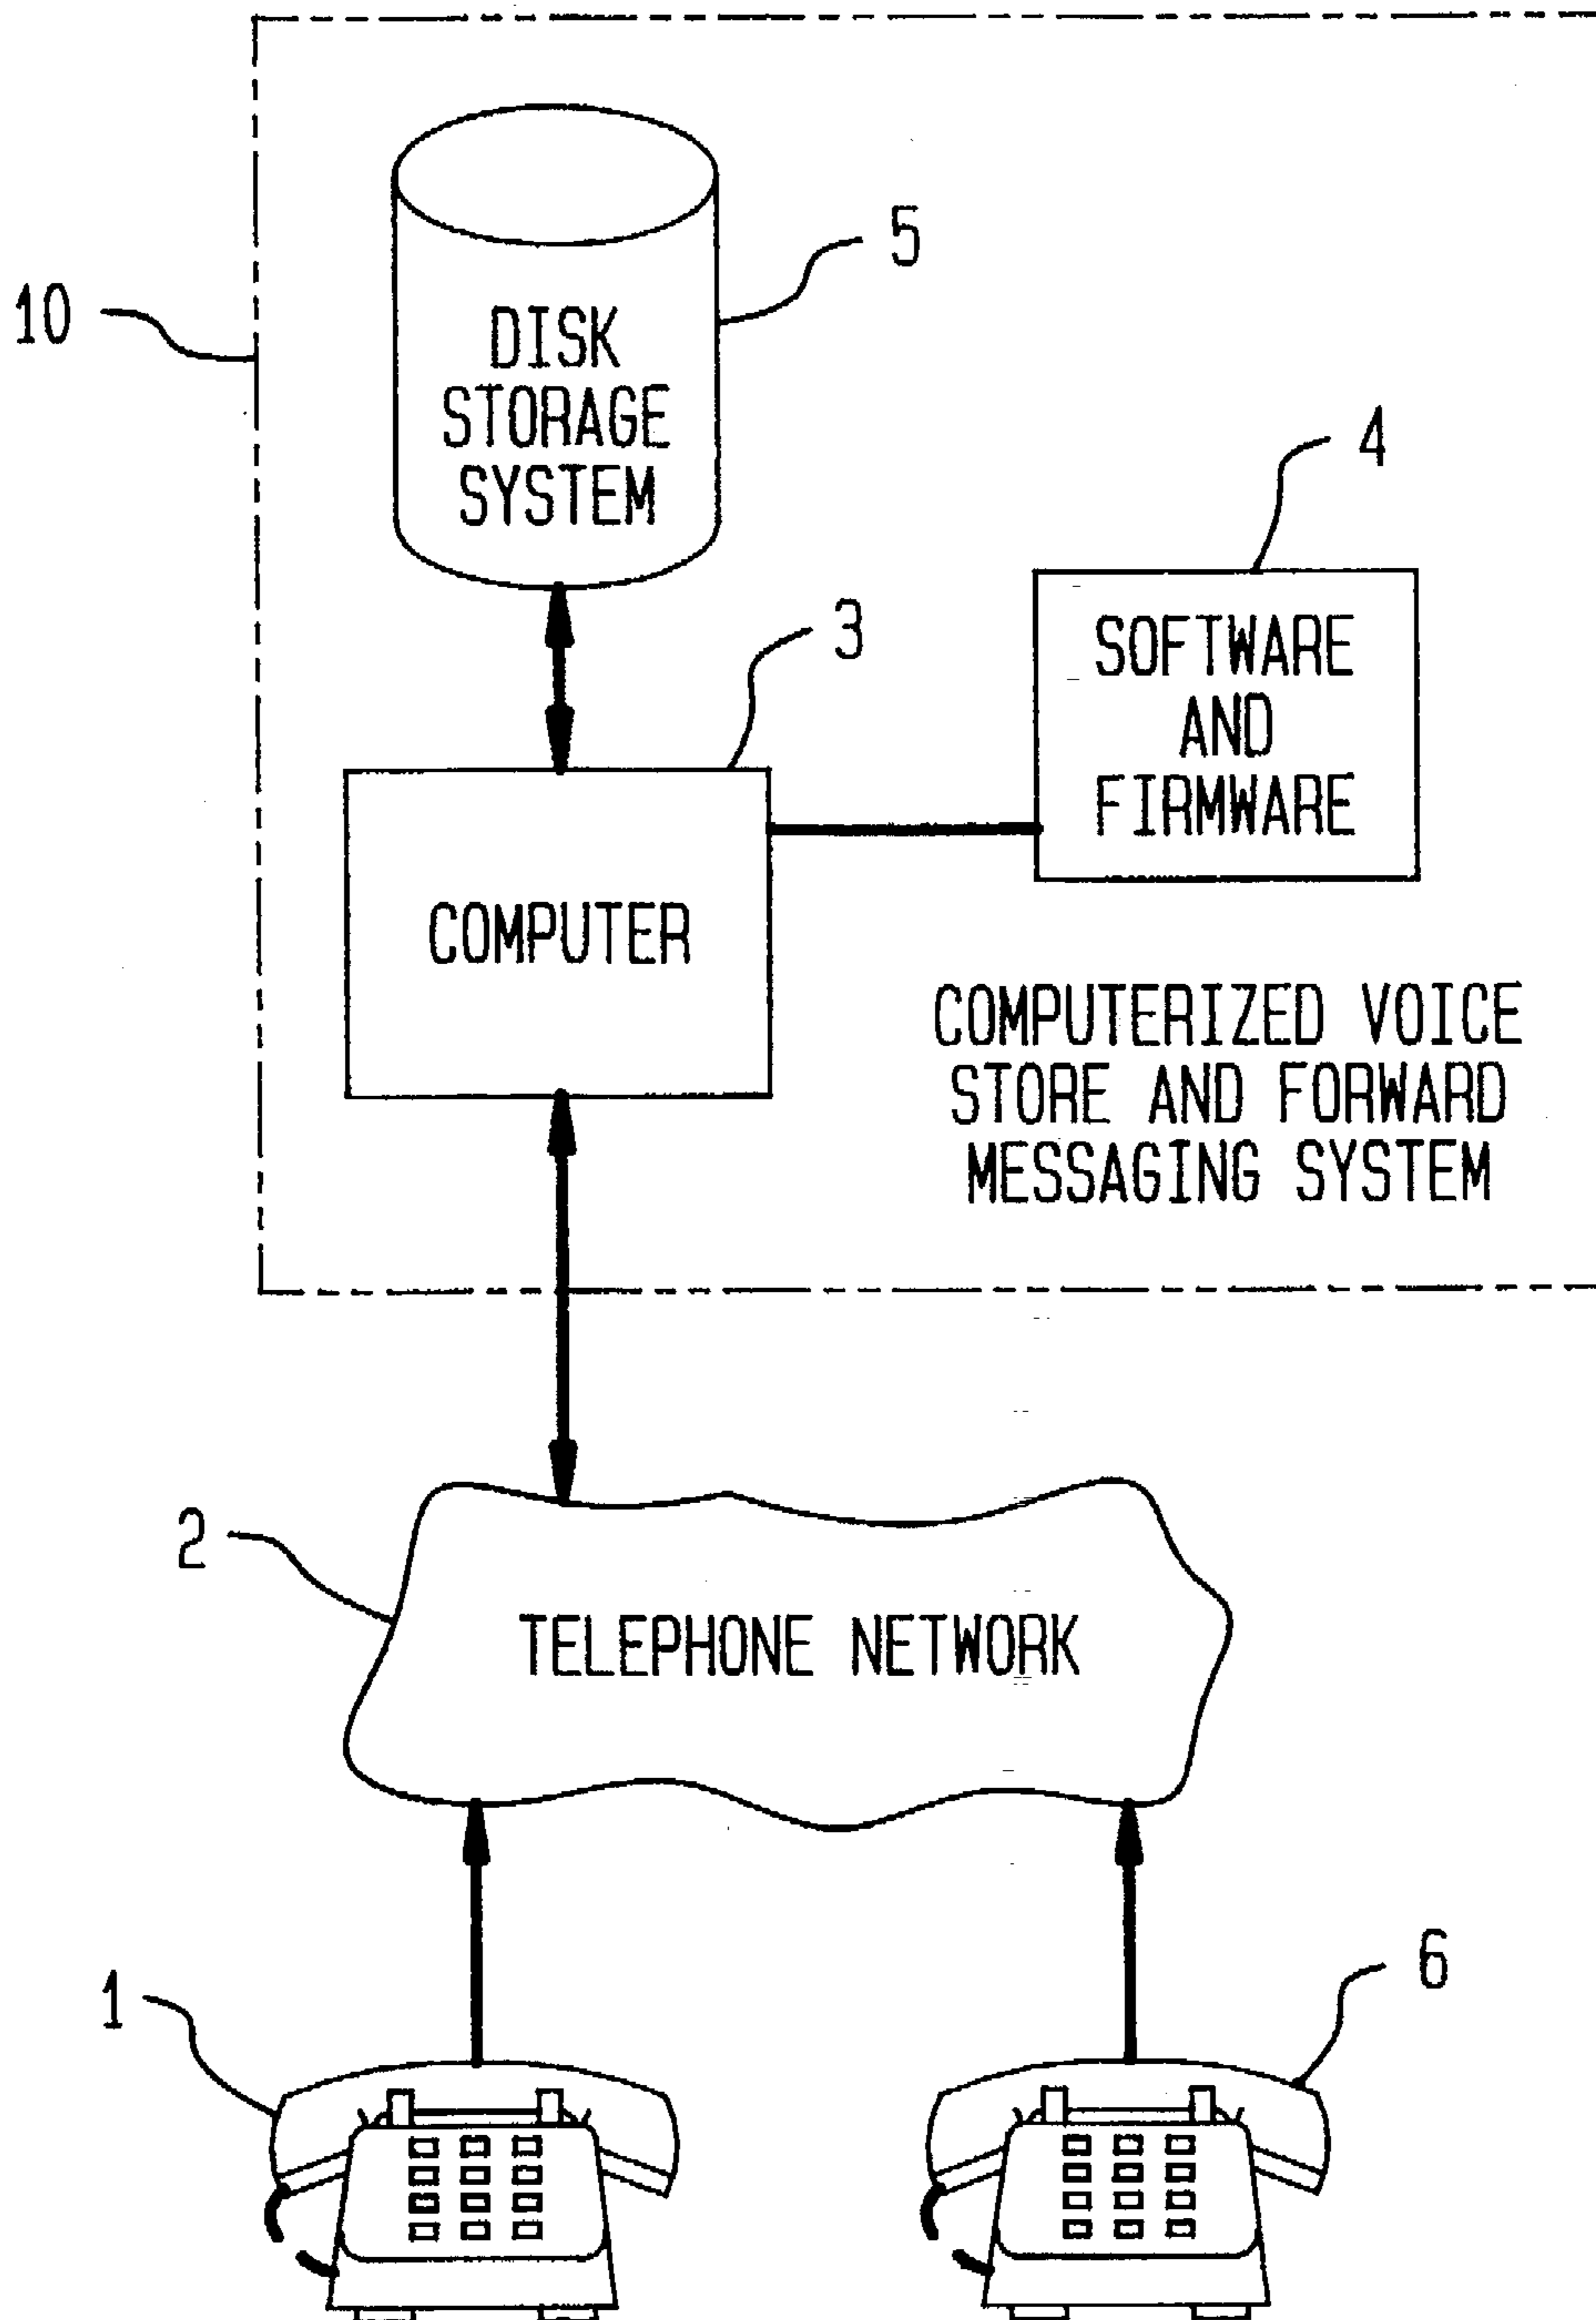 5
10
DISK
STORAGE
SYSTEM
4
3
SOFTWARE
AND
FIRMWARE
COMPUTER
COMPUTERIZED VOICE
STORE AND FORWARD
MESSAGING SYSTEM
2
TELEPHONE NETWORK
1
6